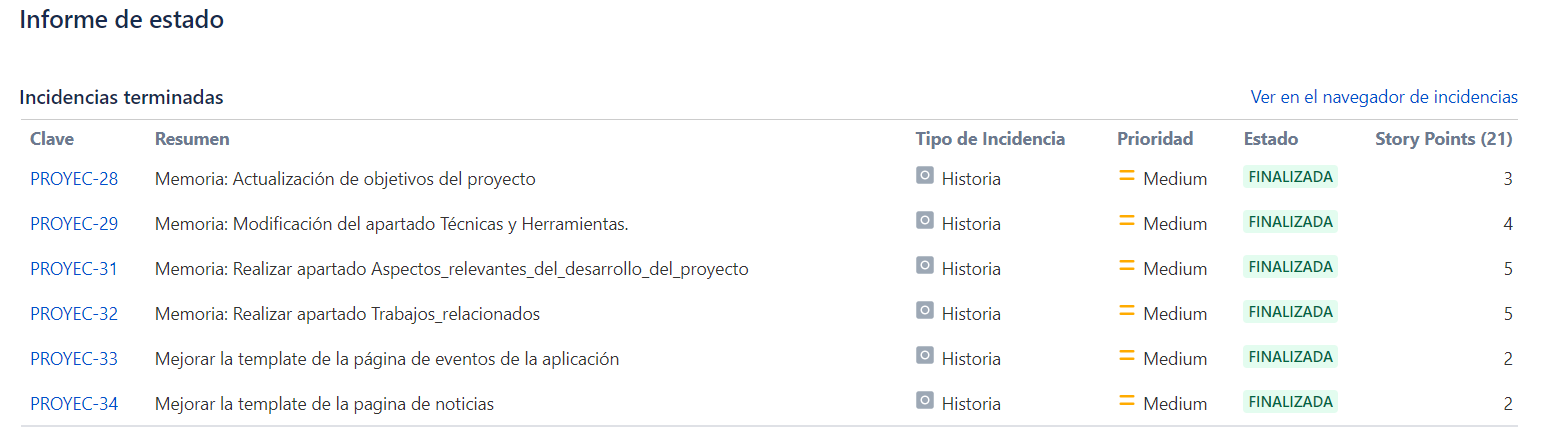 Informe de estado
Incidencias terminadas Ver en el navegador de incidencias
Clave Resumen Tipo de Incidencia Prioridad Estado Story Points (21)
PROYEC-28 Memoria: Actualización de objetivos del proyecto Historia Medium FINALIZADA 3
PROYEC-29 Memoria: Modificación del apartado Técnicas y Herramientas. Historia Medium FINALIZADA 4
PROYEC-31 Memoria: Realizar apartado Aspectos_relevantes_del_desarrollo_del_proyecto Historia Medium FINALIZADA 5
PROYEC-32 Memoria: Realizar apartado Trabajos_relacionados Historia Medium FINALIZADA 5
PROYEC-33 Mejorar la template de la página de eventos de la aplicación Historia Medium FINALIZADA 2
PROYEC-34 Mejorar la template de la pagina de noticias Historia Medium FINALIZADA 2